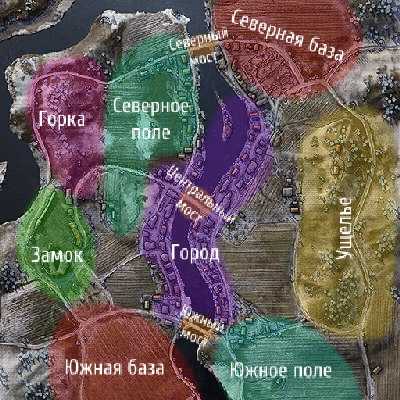 Северная база
Северный
мост
Горка
Северное
поле
Центральный
мост
Ущелье
Замок
Город
Южный
мост
Южная база
Южное поле